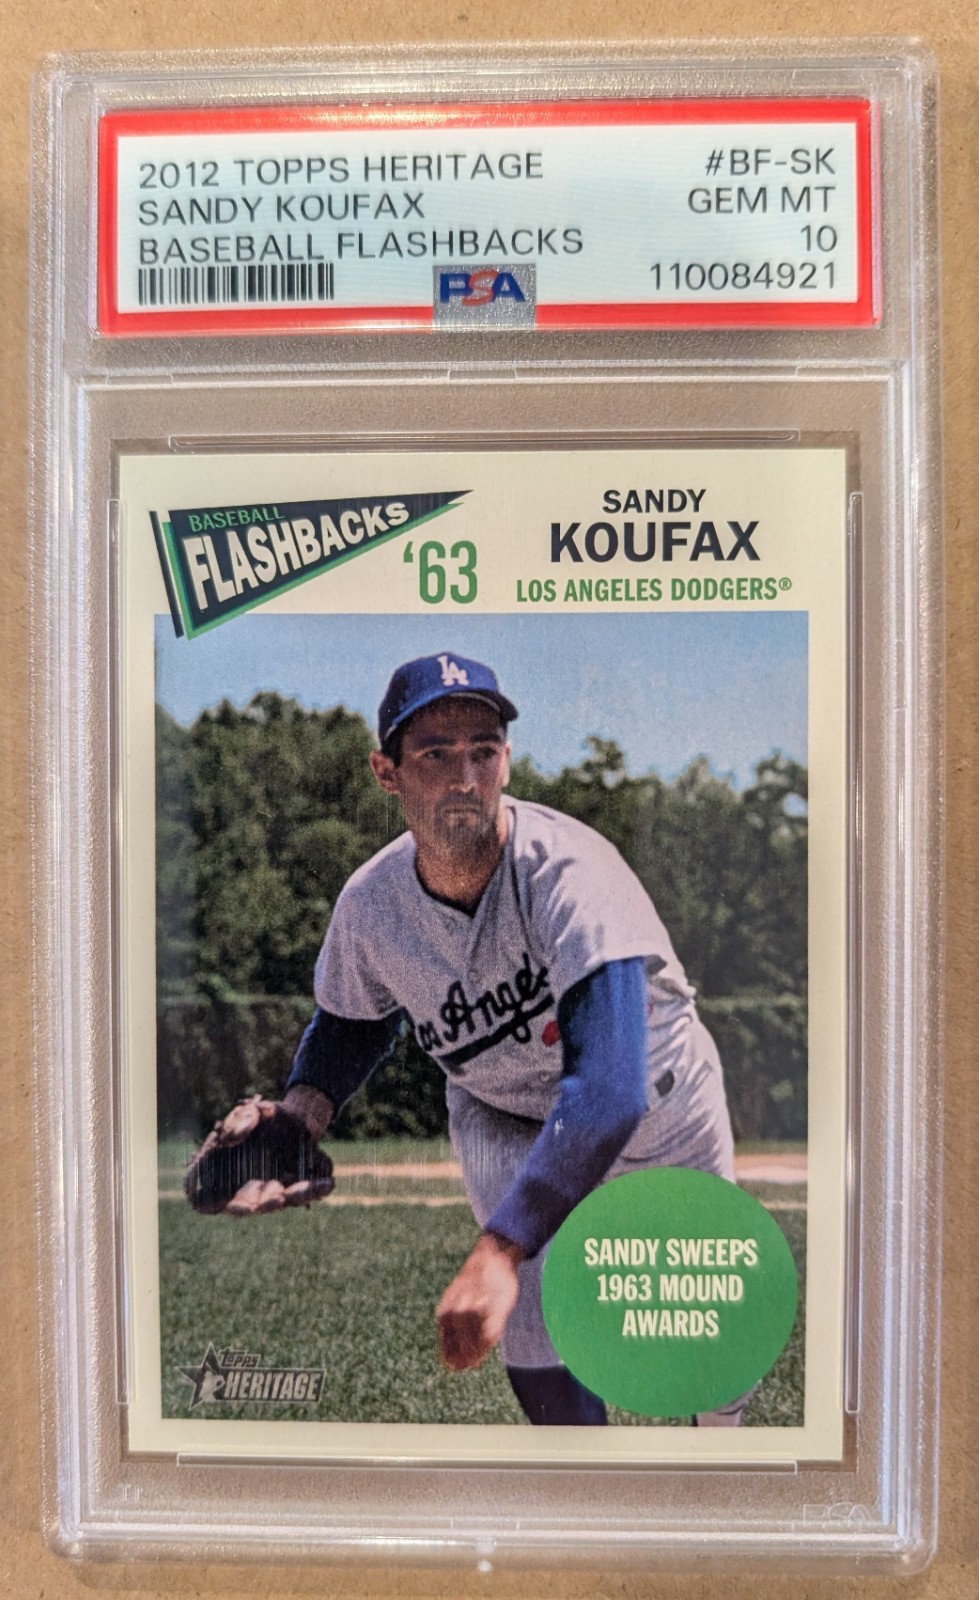 2012 TOPPS HERITAGE #BF-SK
SANDY KOUFAX GEM MT
BASEBALL FLASHBACKS 10
PSA 110084921
BASEBALL
FLASHBACKS
'63
SANDY
KOUFAX
LOS ANGELES DODGERS®
LA
Los Angeles
SANDY SWEEPS
1963 MOUND
AWARDS
TOPPS
HERITAGE
PSA